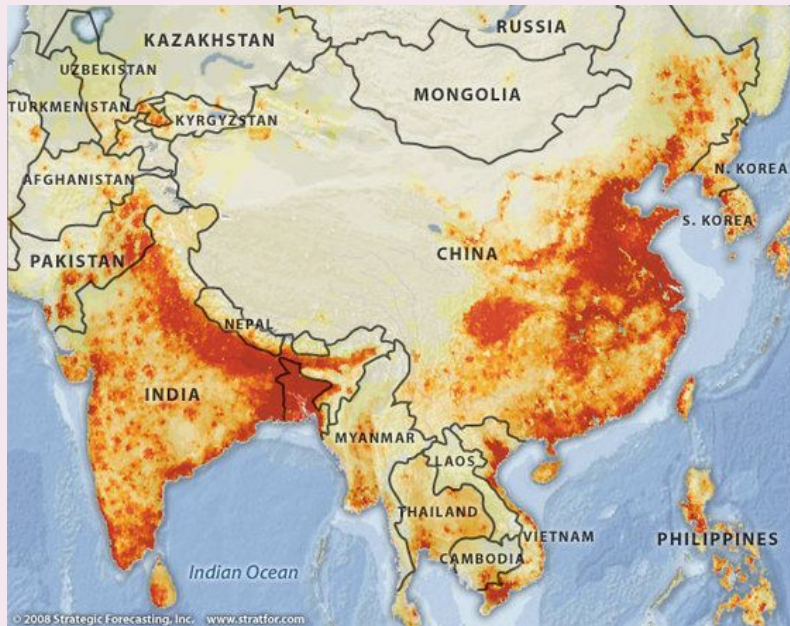 RUSSIA
KAZAKHSTAN
UZBEKISTAN
MONGOLIA
TURKMENISTAN
KYRGYZSTAN
N. KOREA
AFGHANISTAN
S. KOREA
CHINA
PAKISTAN
NEPAL
INDIA
MYANMAR
LAOS
THAILAND
VIETNAM
PHILIPPINES
CAMBODIA
Indian Ocean
© 2008 Strategic Forecasting, Inc. www.stratfor.com